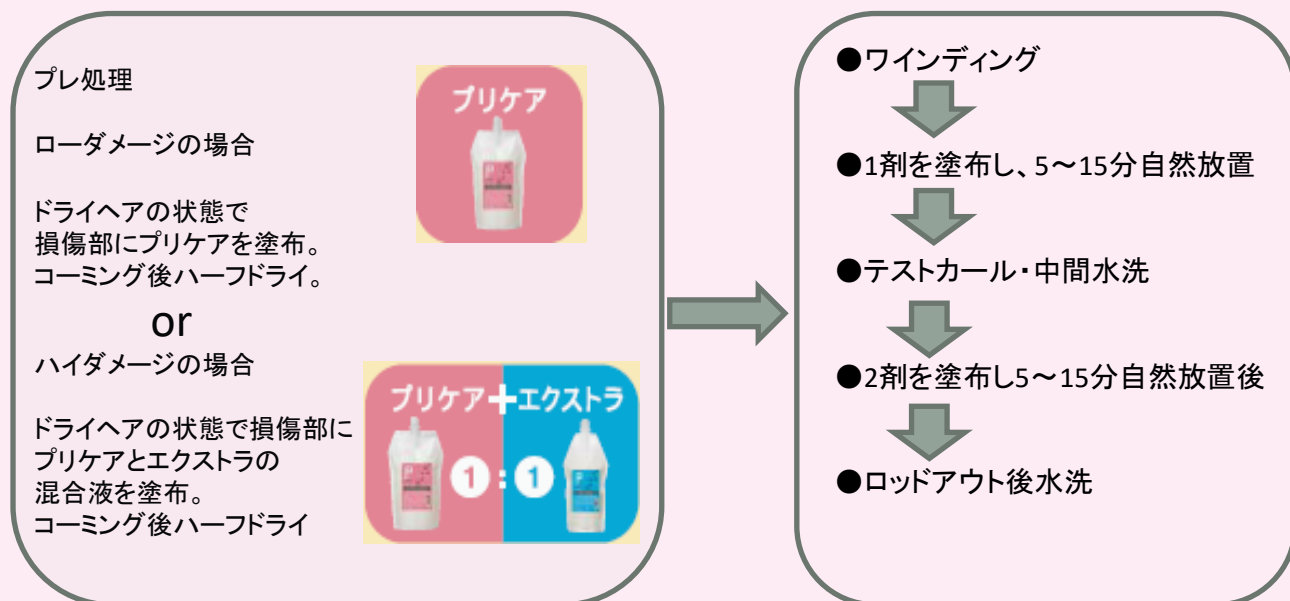 プレ処理
ローダメージの場合
ドライヘアの状態で
損傷部にプリケアを塗布。
コーミング後ハーフドライ。
プリケア
or
ハイダメージの場合
ドライヘアの状態で損傷部に
プリケアとエクストラの
混合液を塗布。
コーミング後ハーフドライ
プリケア+エクストラ
1:1
●ワインディング
●1剤を塗布し、5～15分自然放置
●テストカール・中間水洗
●2剤を塗布し5～15分自然放置後
●ロッドアウト後水洗